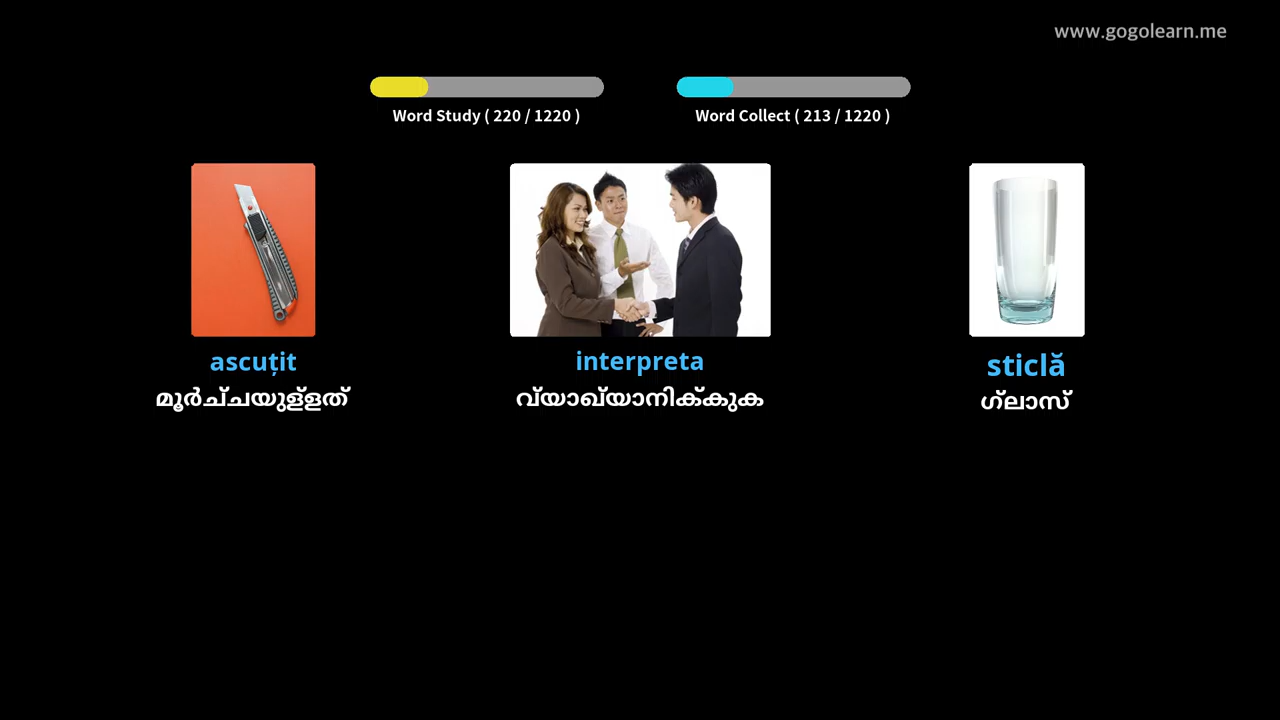 www.gogolearn.me
Word Study ( 220 / 1220 )
Word Collect ( 213 / 1220 )
ascuțit
മൂർച്ചയുള്ളത്
interpreta
വ്യാഖ്യാനിക്കുക
sticlă
ഗ്ലാസ്